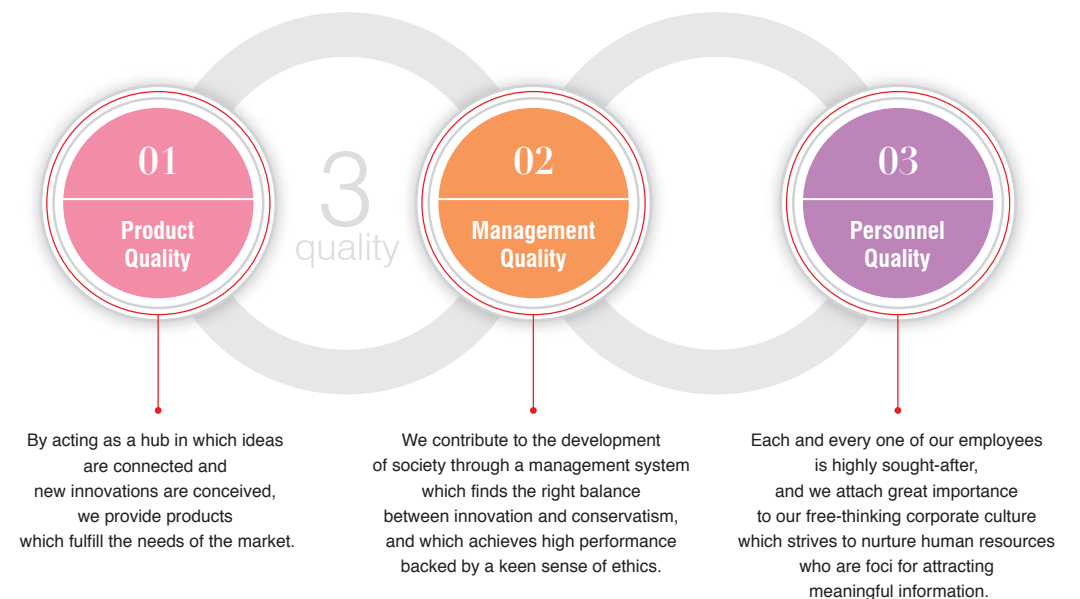 3
quality
01
Product
Quality
By acting as a hub in which ideas
are connected and
new innovations are conceived,
we provide products
which fulfill the needs of the market.
02
Management
Quality
We contribute to the development
of society through a management system
which finds the right balance
between innovation and conservatism,
and which achieves high performance
backed by a keen sense of ethics.
03
Personnel
Quality
Each and every one of our employees
is highly sought-after,
and we attach great importance
to our free-thinking corporate culture
which strives to nurture human resources
who are foci for attracting
meaningful information.